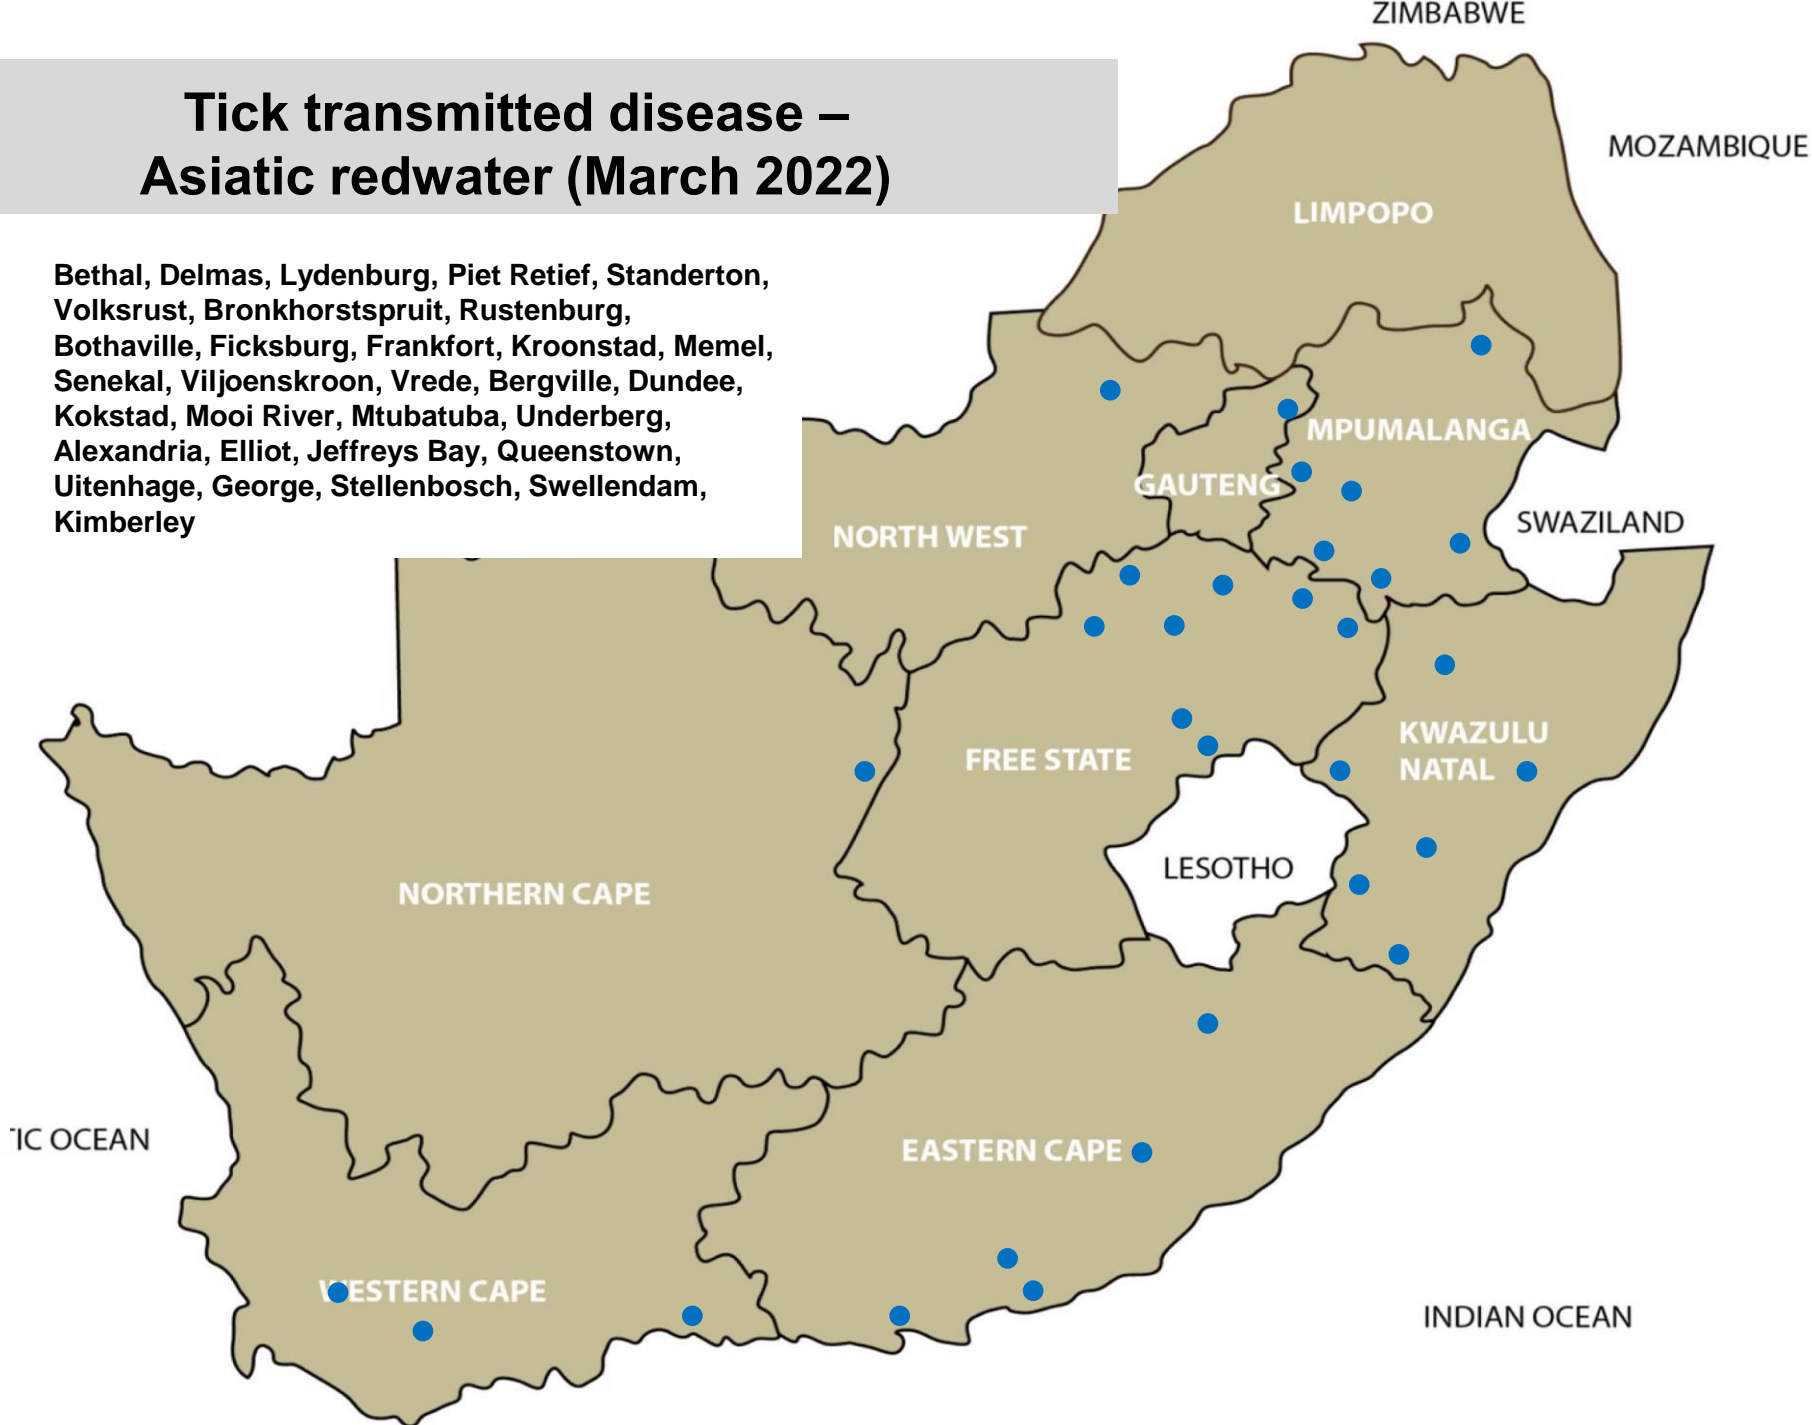 ZIMBABWE
Tick transmitted disease –
Asiatic redwater (March 2022)
MOZAMBIQUE
LIMPOPO
Bethal, Delmas, Lydenburg, Piet Retief, Standerton,
Volksrust, Bronkhorstspruit, Rustenburg,
Bothaville, Ficksburg, Frankfort, Kroonstad, Memel,
Senekal, Viljoenskroon, Vrede, Bergville, Dundee,
Kokstad, Mooi River, Mtubatuba, Underberg,
Alexandria, Elliot, Jeffreys Bay, Queenstown,
Uitenhage, George, Stellenbosch, Swellendam,
Kimberley
MPUMALANGA
GAUTENG
SWAZILAND
NORTH WEST
KWAZULU
NATAL
FREE STATE
LESOTHO
NORTHERN CAPE
TIC OCEAN
EASTERN CAPE
WESTERN CAPE
INDIAN OCEAN